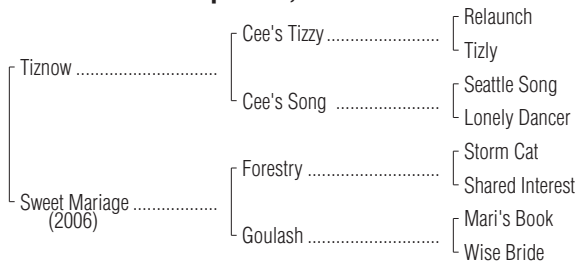 Relaunch
Cee's Tizzy ........................
Tizly
Tiznow ..............................
Seattle Song
Cee's Song ......................
Lonely Dancer
Storm Cat
Forestry ............................
Shared Interest
Sweet Mariage ..................
(2006)
Mari's Book
Goulash ............................
Wise Bride